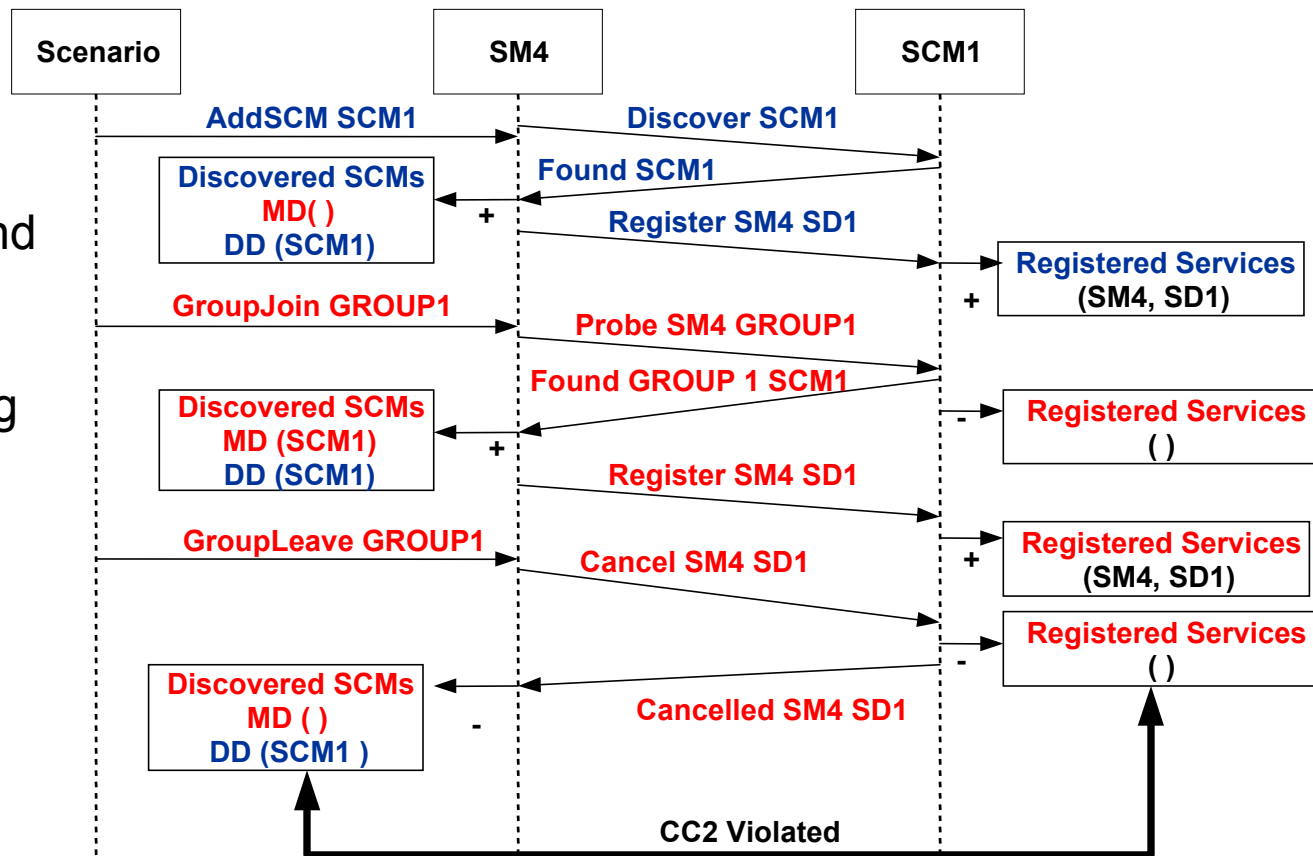 Scenario
SM4
SCM1
AddSCM SCM1
Discover SCM1
Found SCM1
Discovered SCMs
MD( )
DD (SCM1)
+
nd
Register SM4 SD1
Registered Services
(SM4, SD1)
+
GroupJoin GROUP1
Probe SM4 GROUP1
Found GROUP 1 SCM1
g
Discovered SCMs
MD (SCM1)
DD (SCM1)
+
-
Registered Services
( )
Register SM4 SD1
GroupLeave GROUP1
Cancel SM4 SD1
+
Registered Services
(SM4, SD1)
-
Registered Services
( )
Discovered SCMs
MD ( )
DD (SCM1 )
-
Cancelled SM4 SD1
CC2 Violated